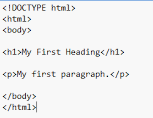 <!DOCTYPE html>
<html>
<body>
<h1>My First Heading</h1>
<p>My first paragraph.</p>
</body>
</html>